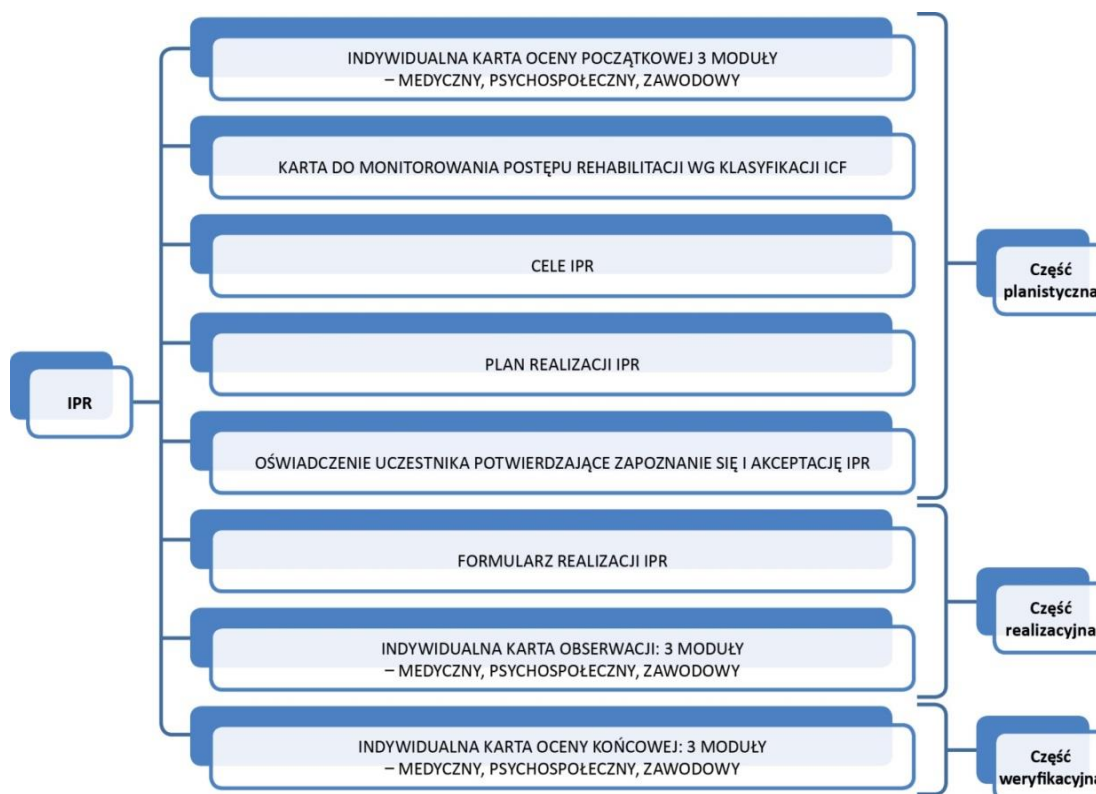 INDYWIDUALNA KARTA OCENY POCZĄTKOWEJ 3 MODUŁY
– MEDYCZNY, PSYCHOSPOŁECZNY, ZAWODOWY
KARTA DO MONITOROWANIA POSTĘPU REHABILITACJI WG KLASYFIKACJI ICF
CELE IPR
Część
planistyczna
PLAN REALIZACJI IPR
IPR
OŚWIADCZENIE UCZESTNIKA POTWIERDZAJĄCE ZAPOZNANIE SIĘ I AKCEPTACJĘ IPR
FORMULARZ REALIZACJI IPR
Część
realizacyjna
INDYWIDUALNA KARTA OBSERWACJI: 3 MODUŁY
– MEDYCZNY, PSYCHOSPOŁECZNY, ZAWODOWY
INDYWIDUALNA KARTA OCENY KOŃCOWEJ: 3 MODUŁY
– MEDYCZNY, PSYCHOSPOŁECZNY, ZAWODOWY
Część
weryfikacyjna